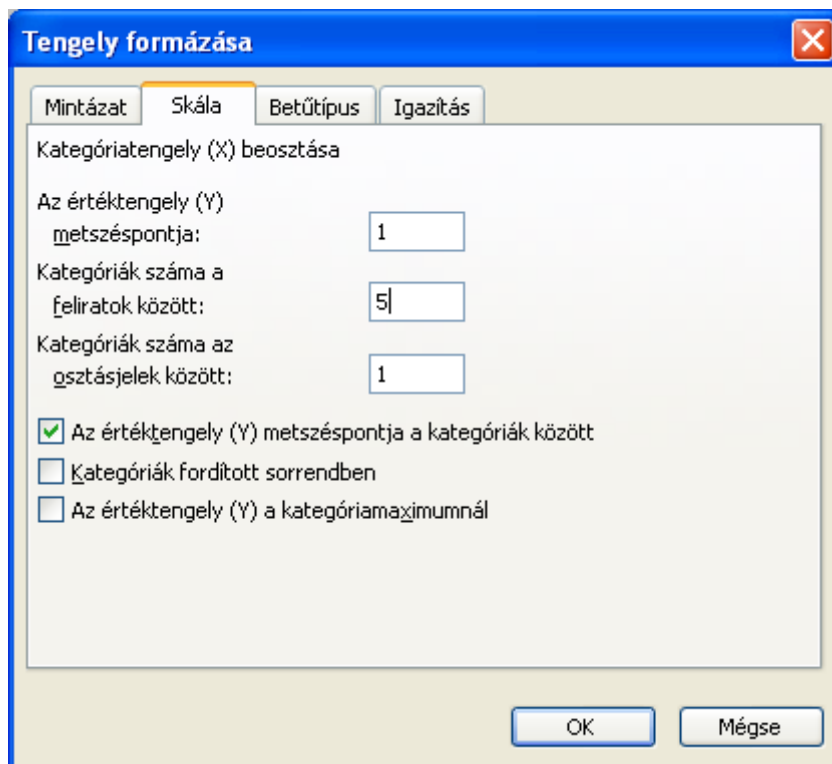 Tengely formázása
Mintázat Skála Betűtípus Igazítás
Kategóriatengely (X) beosztása
Az értéktengely (Y)
metszéspontja: 1
Kategóriák száma a
feliratok között: 5
Kategóriák száma az
osztásjelek között: 1
Az értéktengely (Y) metszéspontja a kategóriák között
Kategóriák fordított sorrendben
Az értéktengely (Y) a kategóriamaximumnál
OK Mégse